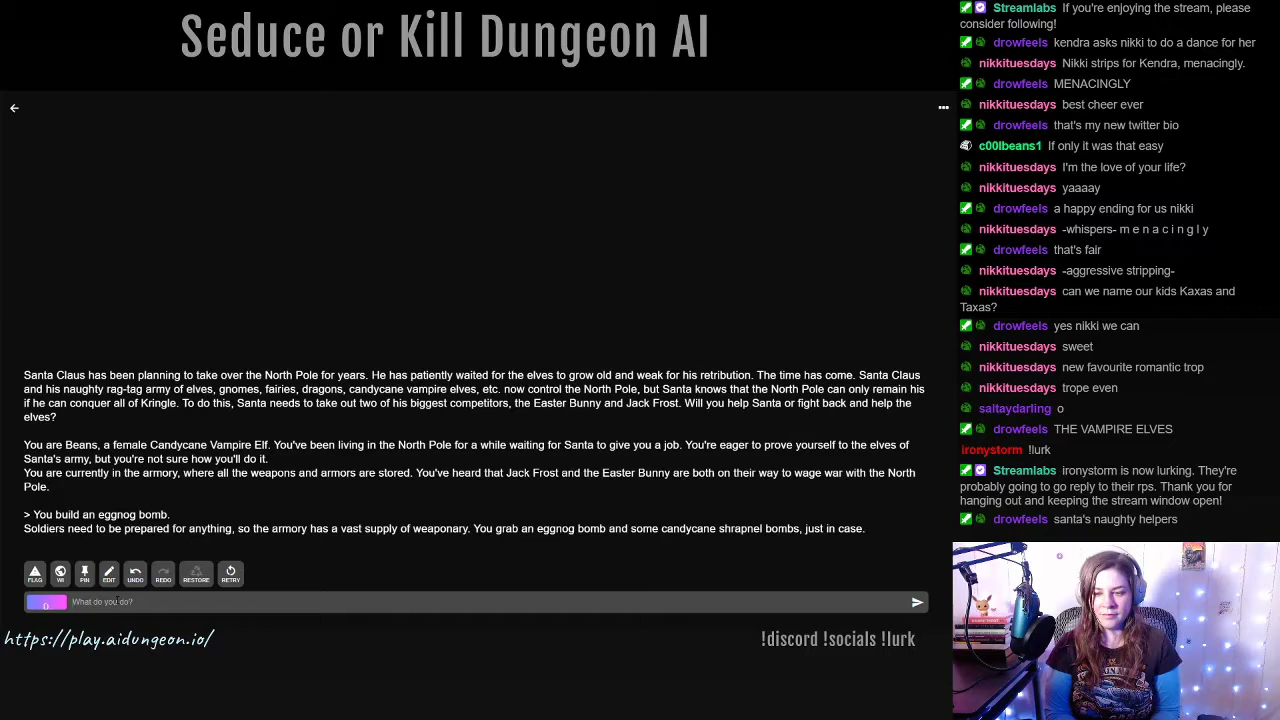 Seduce or Kill Dungeon AI
Santa Claus has been planning to take over the North Pole for years. He has patiently waited for the elves to grow old and weak for his retribution. The time has come. Santa Claus
and his naughty rag-tag army of elves, gnomes, fairies, dragons, candycane vampire elves, etc. now control the North Pole, but Santa knows that the North Pole can only remain his
if he can conquer all of Kringle. To do this, Santa needs to take out two of his biggest competitors, the Easter Bunny and Jack Frost. Will you help Santa or fight back and help the
elves?
You are Beans, a female Candycane Vampire Elf. You've been living in the North Pole for a while waiting for Santa to give you a job. You're eager to prove yourself to the elves of
Santa's army, but you're not sure how you'll do it.
You are currently in the armory, where all the weapons and armors are stored. You've heard that Jack Frost and the Easter Bunny are both on their way to wage war with the North
Pole.
> You build an eggnog bomb.
Soldiers need to be prepared for anything, so the armory has a vast supply of weaponary. You grab an eggnog bomb and some candycane shrapnel bombs, just in case.
FLAG WI PIN EDIT UNDO REDO RESTORE RETRY
What do you do?
https://play.aidungeon.io/
!discord !socials !lurk
Streamlabs If you're enjoying the stream, please
consider following!
drowfeels kendra asks nikki to do a dance for her
nikkituesdays Nikki strips for Kendra, menacingly.
drowfeels MENACINGLY
nikkituesdays best cheer ever
drowfeels that's my new twitter bio
c00lbeans1 If only it was that easy
nikkituesdays I'm the love of your life?
nikkituesdays yaaaay
drowfeels a happy ending for us nikki
nikkituesdays -whispers- m e n a c i n g l y
drowfeels that's fair
nikkituesdays -aggressive stripping-
nikkituesdays can we name our kids Kaxas and
Taxas?
drowfeels yes nikki we can
nikkituesdays sweet
nikkituesdays new favourite romantic trop
nikkituesdays trope even
saltaydarling o
drowfeels THE VAMPIRE ELVES
ironystorm !lurk
Streamlabs ironystorm is now lurking. They're
probably going to go reply to their rps. Thank you for
hanging out and keeping the stream window open!
drowfeels santa's naughty helpers